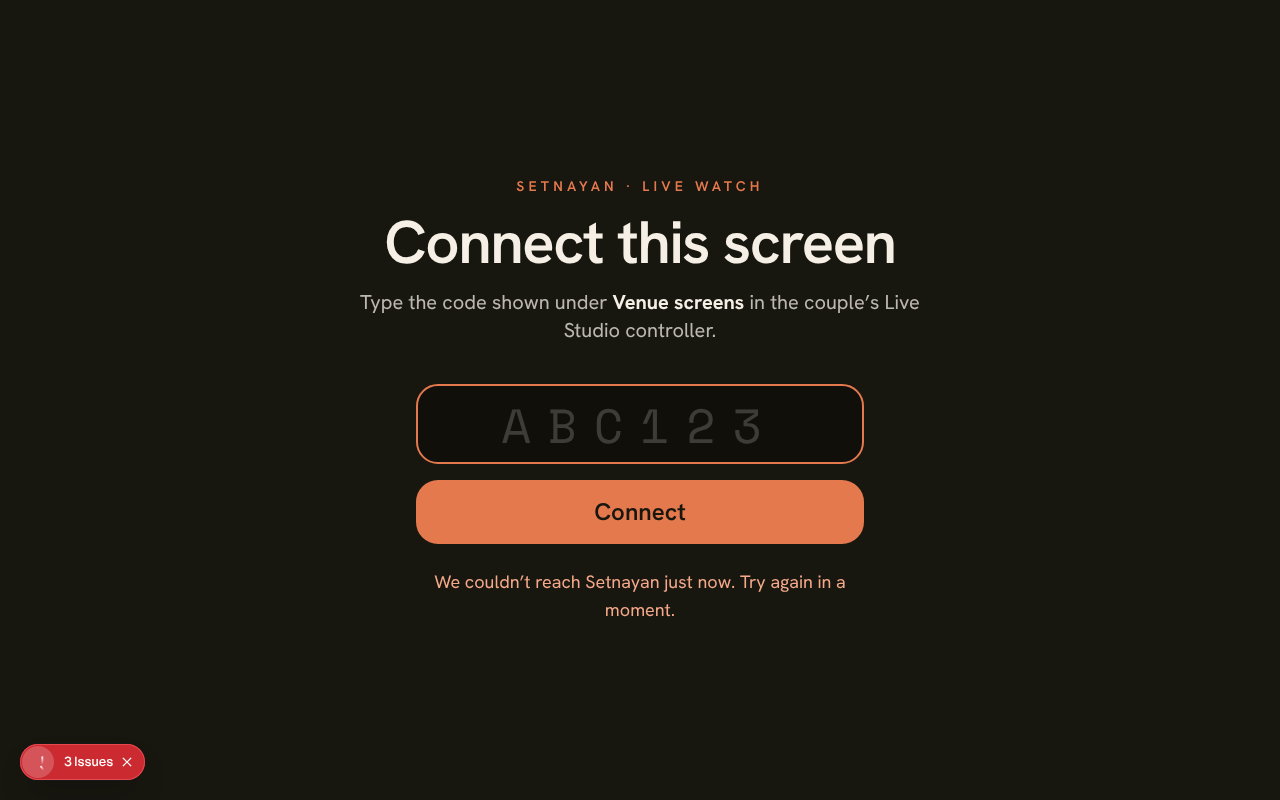 SETNAYAN · LIVE WATCH
Connect this screen
Type the code shown under Venue screens in the couple’s Live
Studio controller.
ABC123
Connect
We couldn’t reach Setnayan just now. Try again in a
moment.
3 Issues